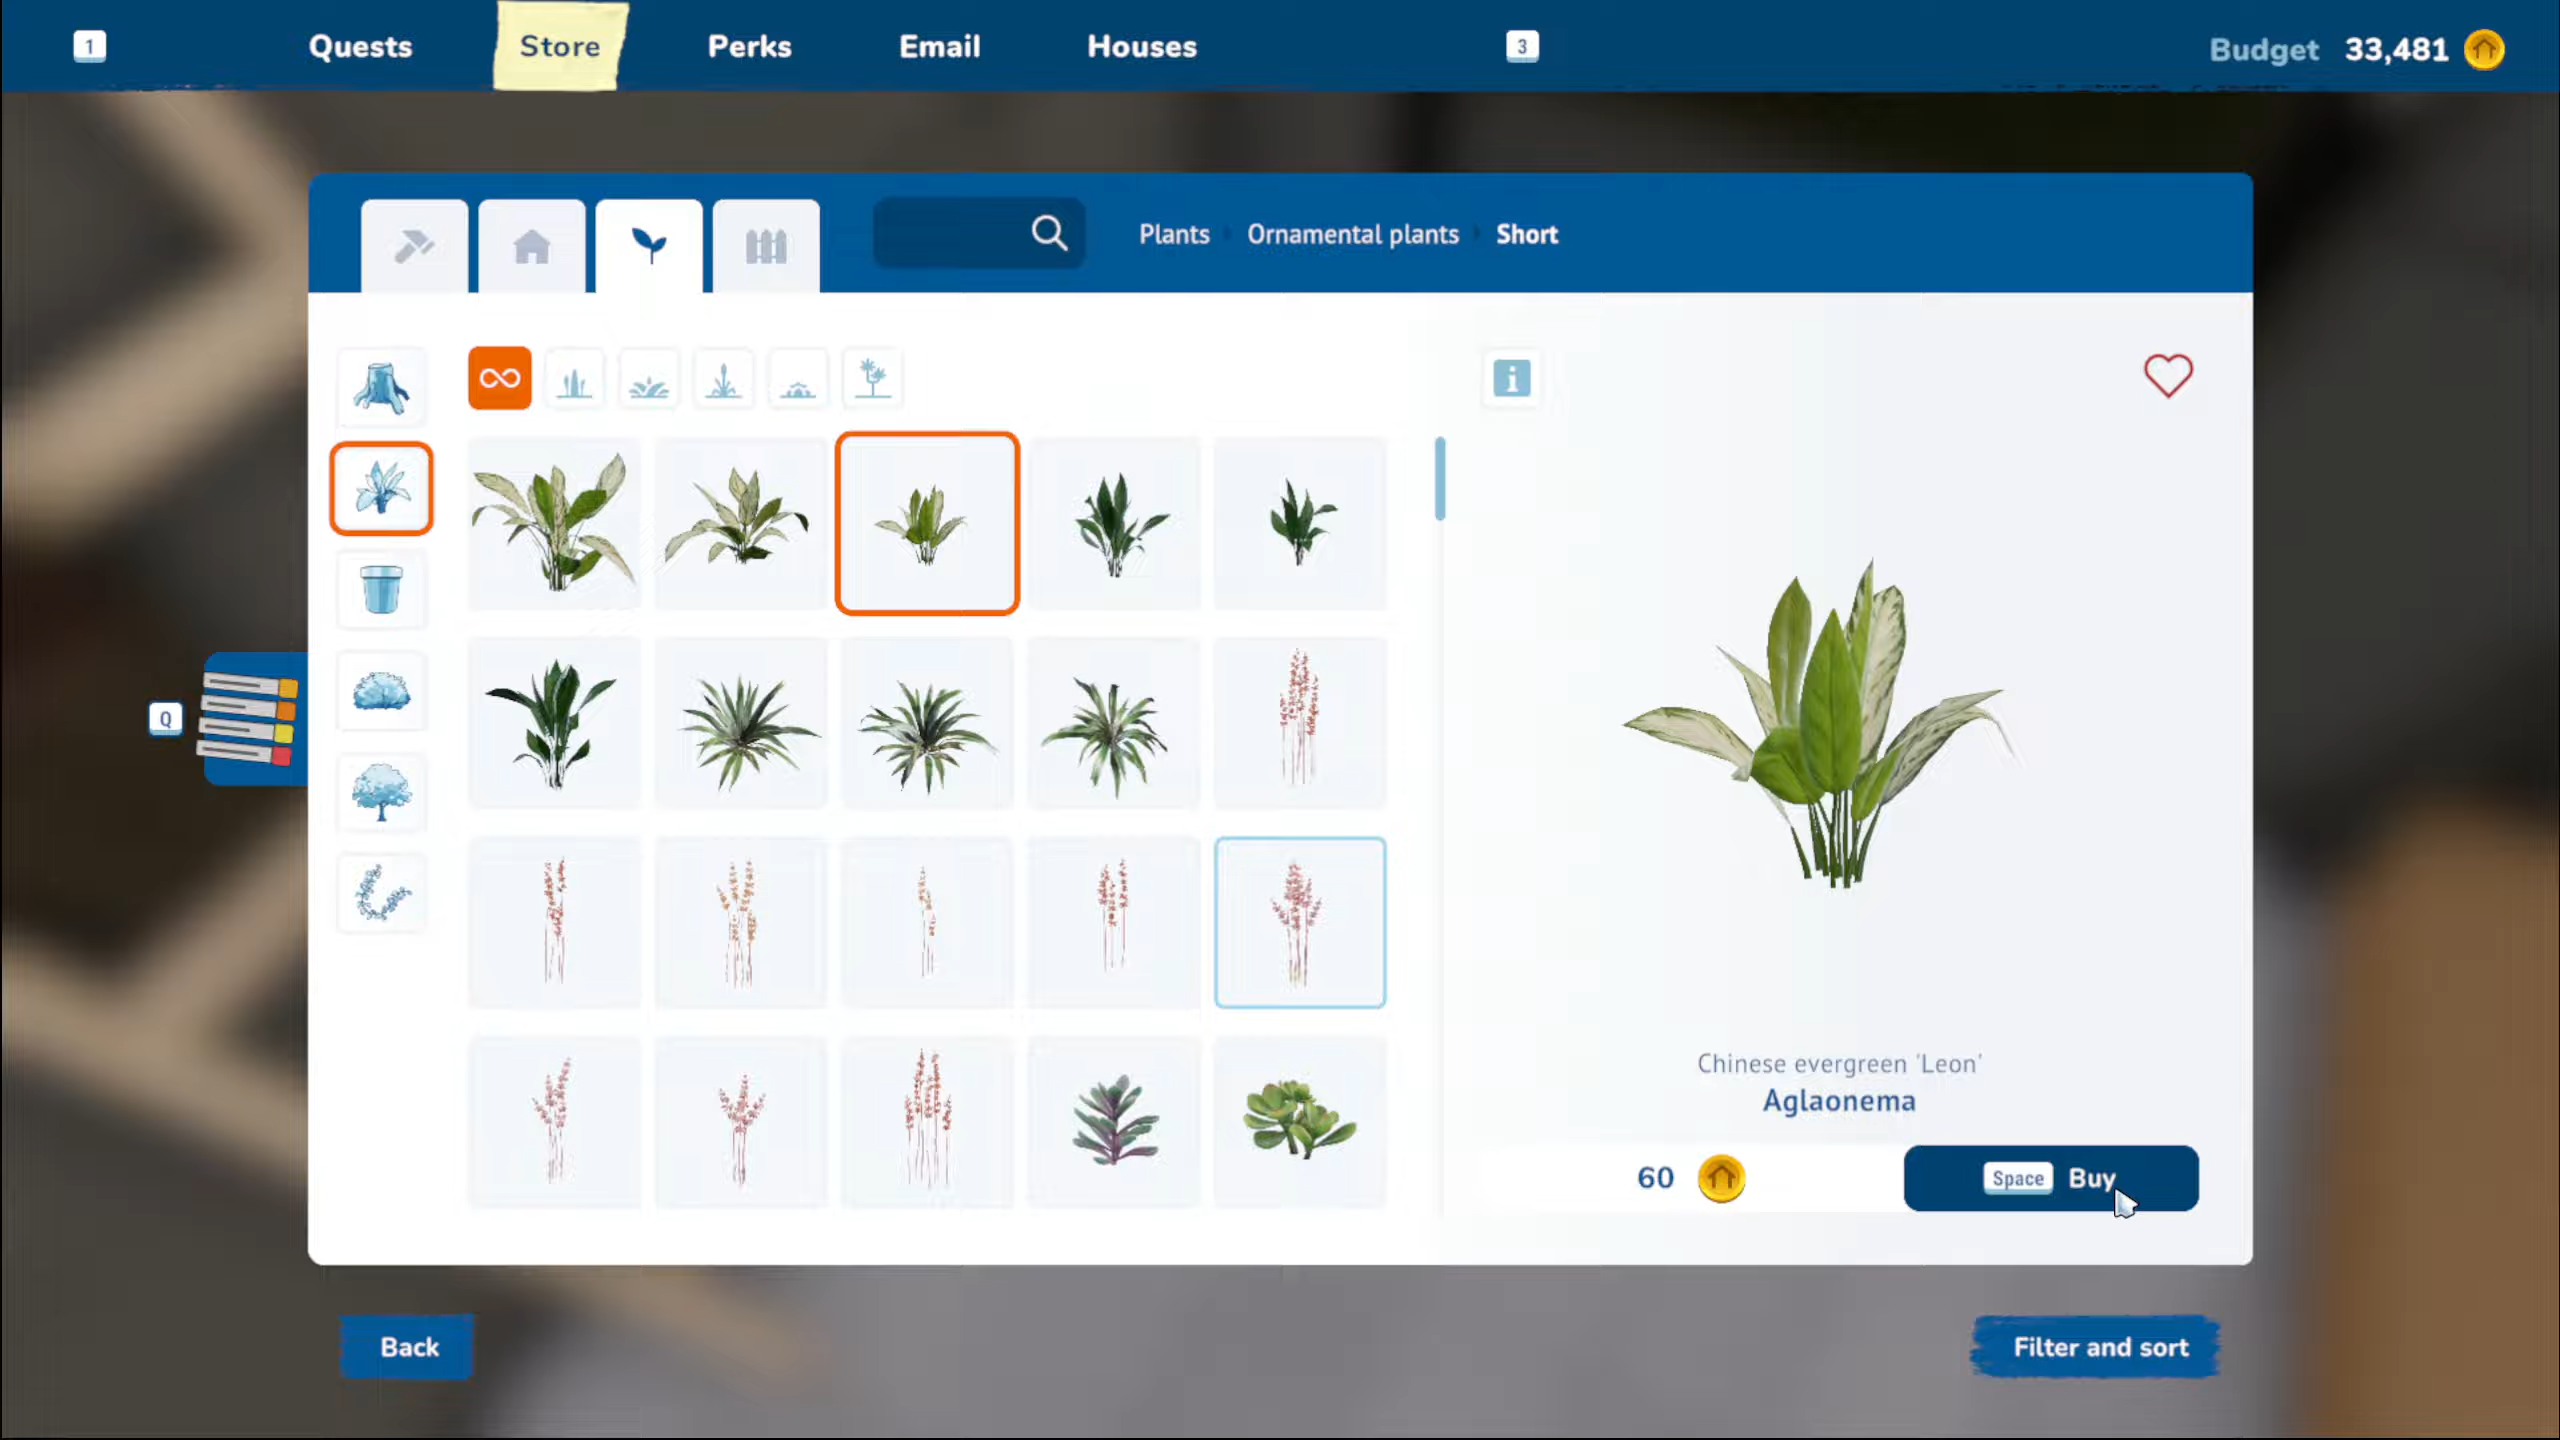 1 Quests Store Perks Email Houses 3 Budget 33,481
Plants Ornamental plants Short
Q
Chinese evergreen 'Leon'
Aglaonema
60 Space Buy
Back Filter and sort